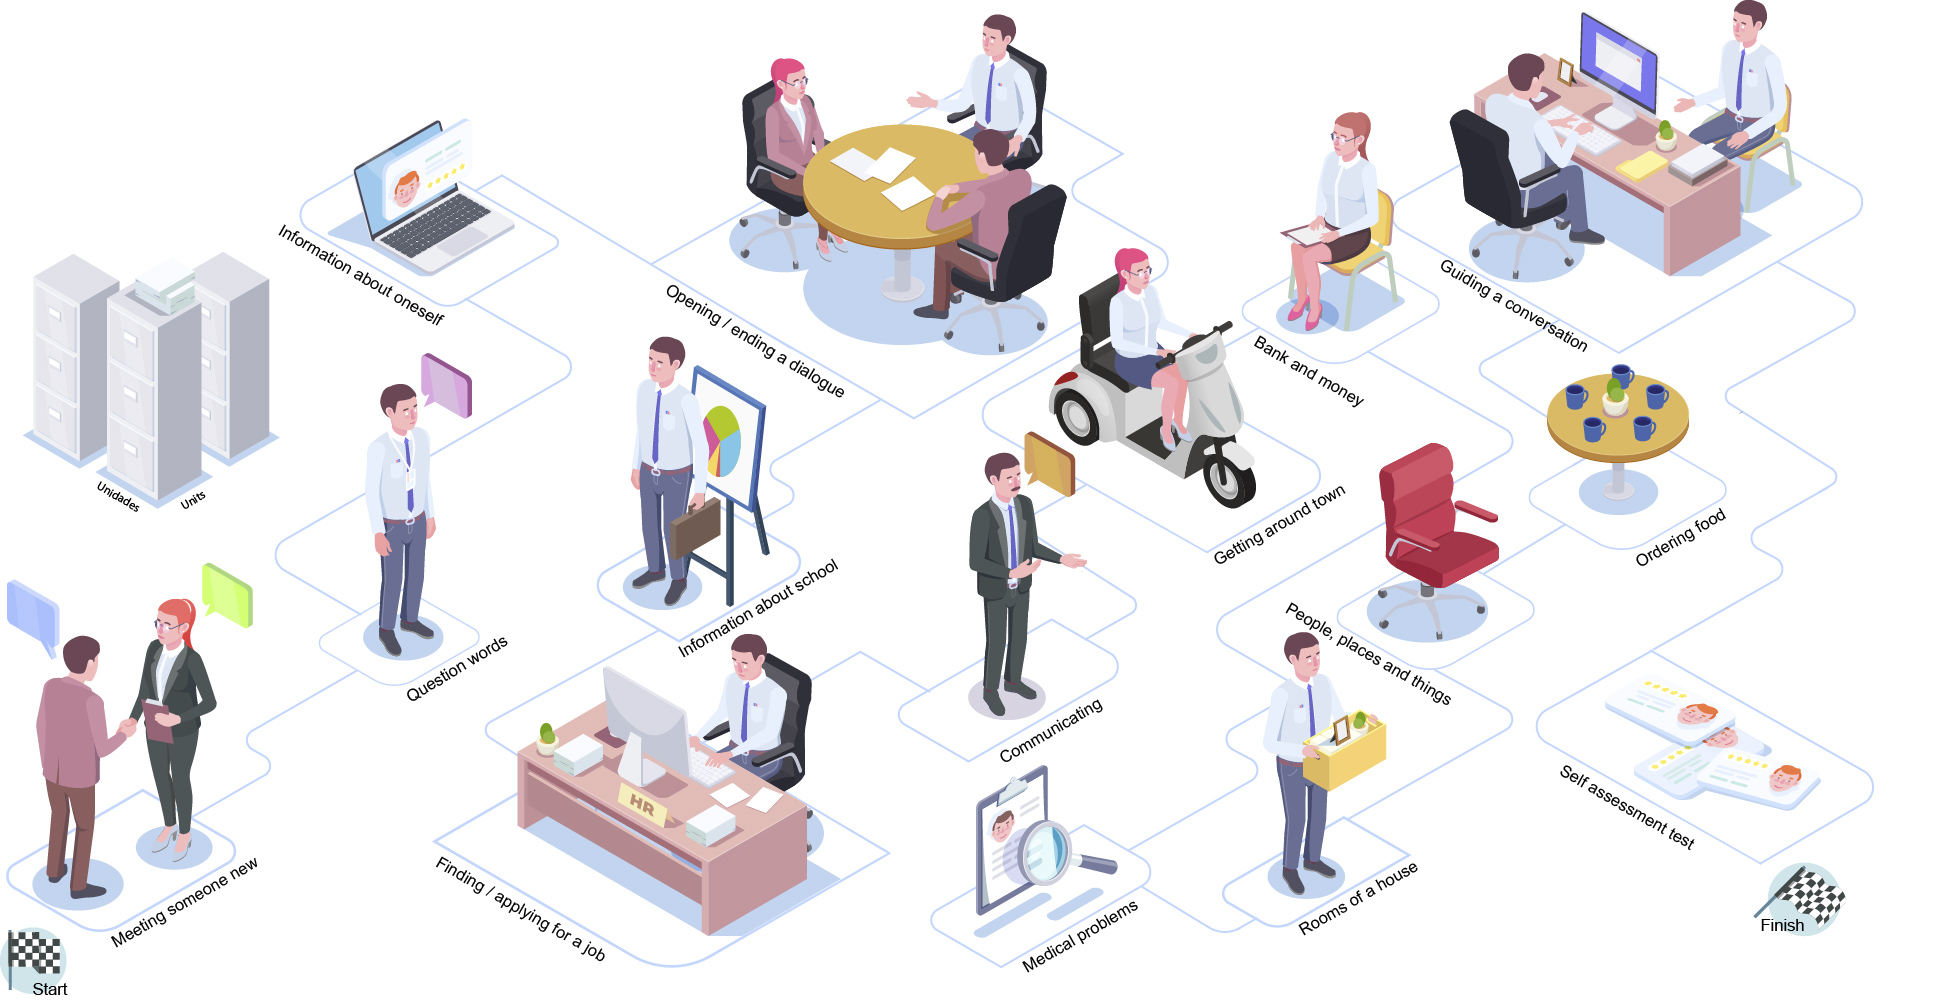 Information about oneself
Opening / ending a dialogue
Guiding a conversation
Bank and money
Unidades
Units
Getting around town
Ordering food
Question words
Information about school
People, places and things
Communicating
Self assessment test
HR
Meeting someone new
Finding / applying for a job
Medical problems
Rooms of a house
Finish
Start